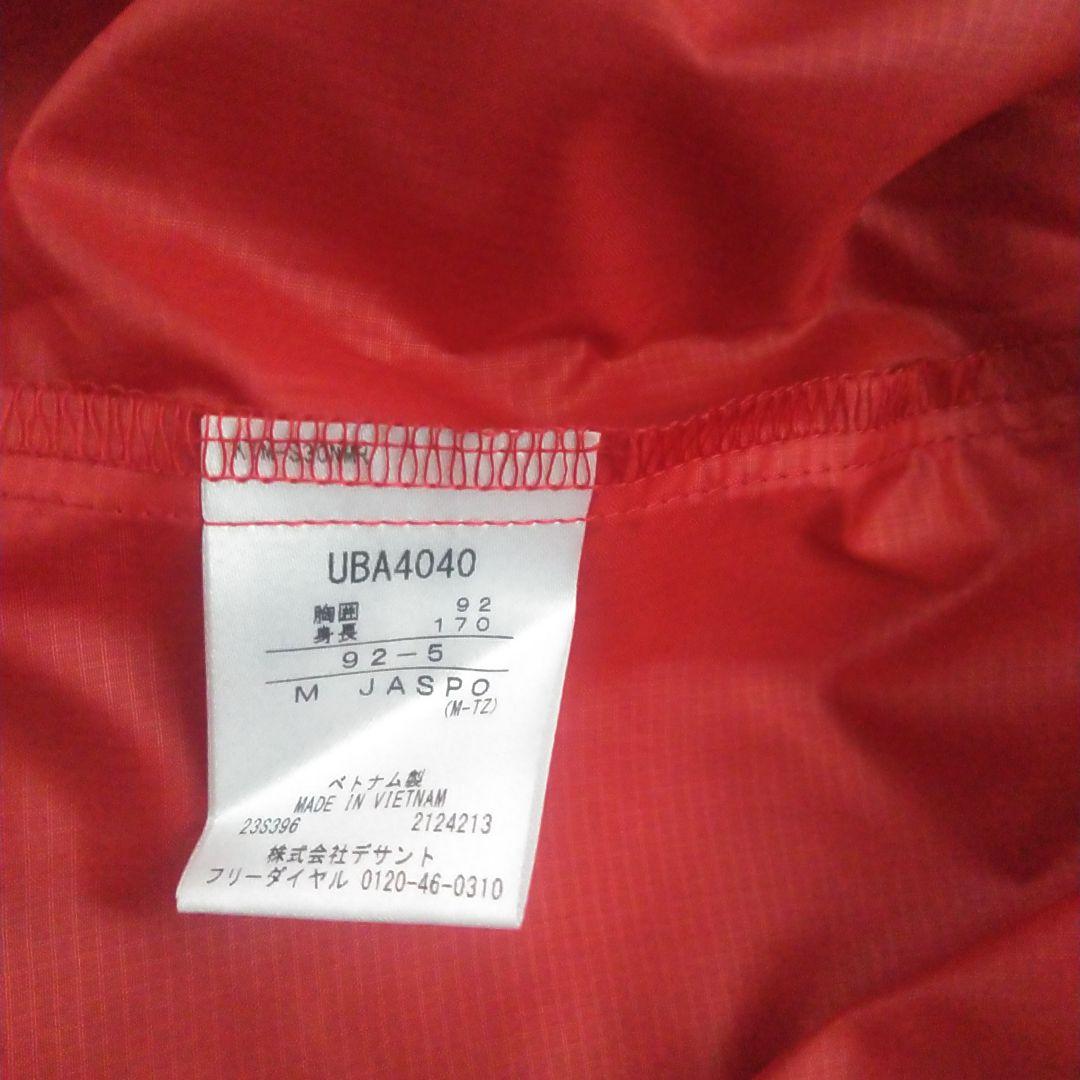 UBA4040
胸囲 92
身長 170
92-5
M JASPO
(M-TZ)
ベトナム製
MADE IN VIETNAM
23S396 2124213
株式会社デサント
フリーダイヤル 0120-46-0310